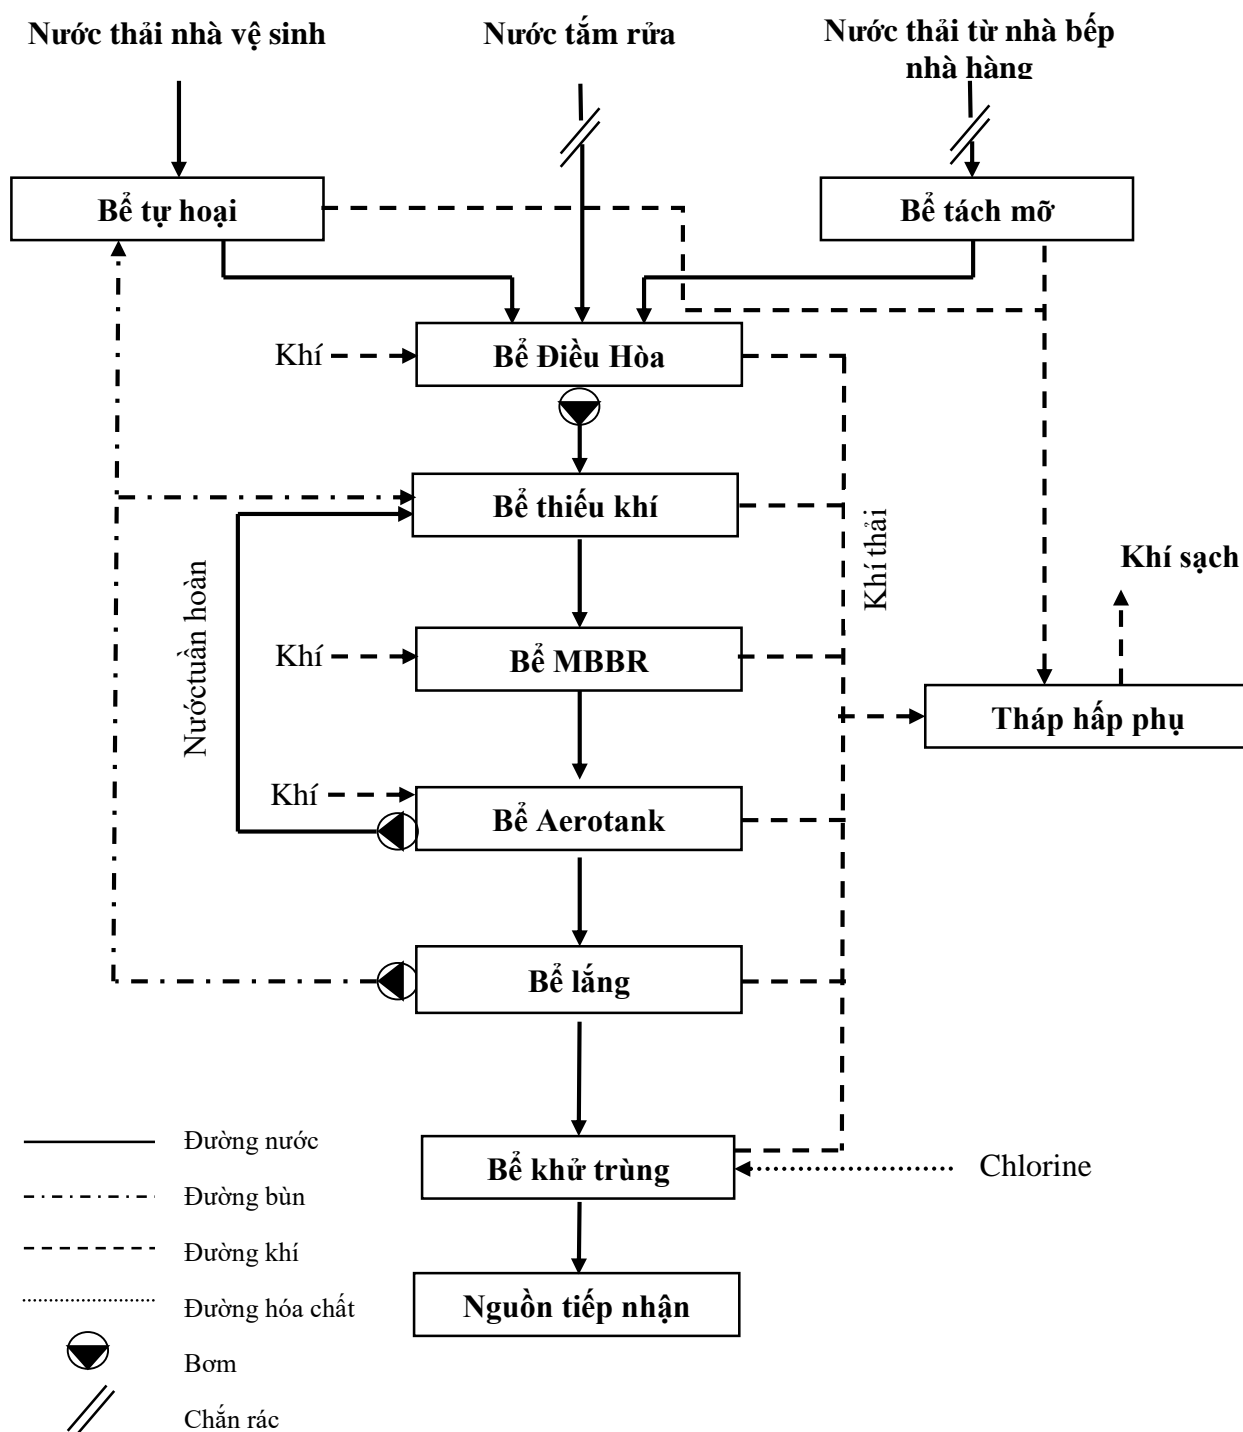 Nước thải nhà vệ sinh
Nước tắm rửa
Nước thải từ nhà bếp
nhà hàng
Bể tự hoại
Bể tách mỡ
Khí
Bể Điều Hòa
Bể thiếu khí
Khí thải
Khí sạch
Nướctuần hoàn
Khí
Bể MBBR
Tháp hấp phụ
Khí
Bể Aerotank
Bể lắng
Đường nước
Bể khử trùng
Chlorine
Đường bùn
Đường khí
Đường hóa chất
Nguồn tiếp nhận
Bơm
Chắn rác